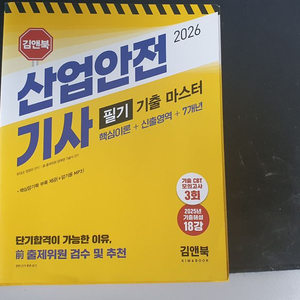 김앤북
2026
산업안전
기사
필기 기출 마스터
핵심이론 + 신출영역 + 7개년
기출 CBT
모의고사
3회
2025년
기출해설
18강
단기합격이 가능한 이유,
前 출제위원 검수 및 추천
김앤북
KIM&BOOK